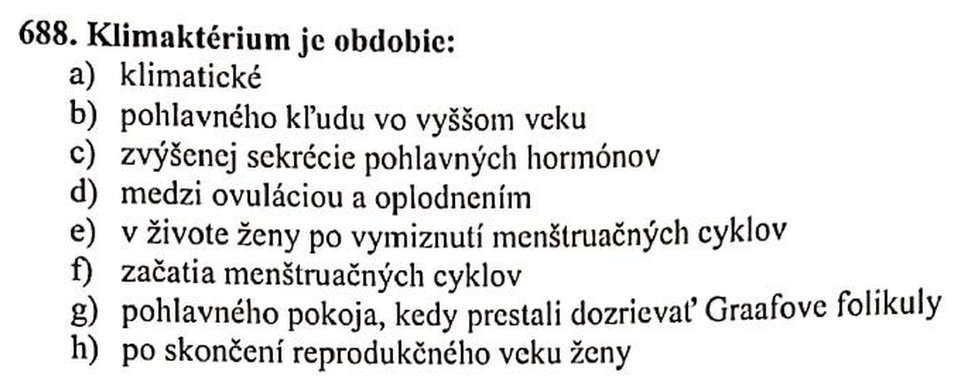 688. Klimaktérium je obdobie:
a) klimatické
b) pohlavného kľudu vo vyššom veku
c) zvýšenej sekrécie pohlavných hormónov
d) medzi ovuláciou a oplodnením
e) v živote ženy po vymiznutí menštruačných cyklov
f) začatia menštruačných cyklov
g) pohlavného pokoja, kedy prestali dozrievať Graafove folikuly
h) po skončení reprodukčného veku ženy